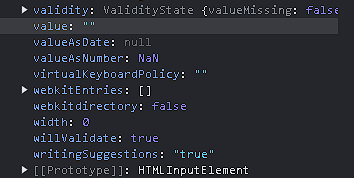 validity: ValidityState {valueMissing: false
value: ""
valueAsDate: null
valueAsNumber: NaN
virtualKeyboardPolicy: ""
webkitEntries: []
webkitdirectory: false
width: 0
willValidate: true
writingSuggestions: "true"
[[Prototype]]: HTMLInputElement